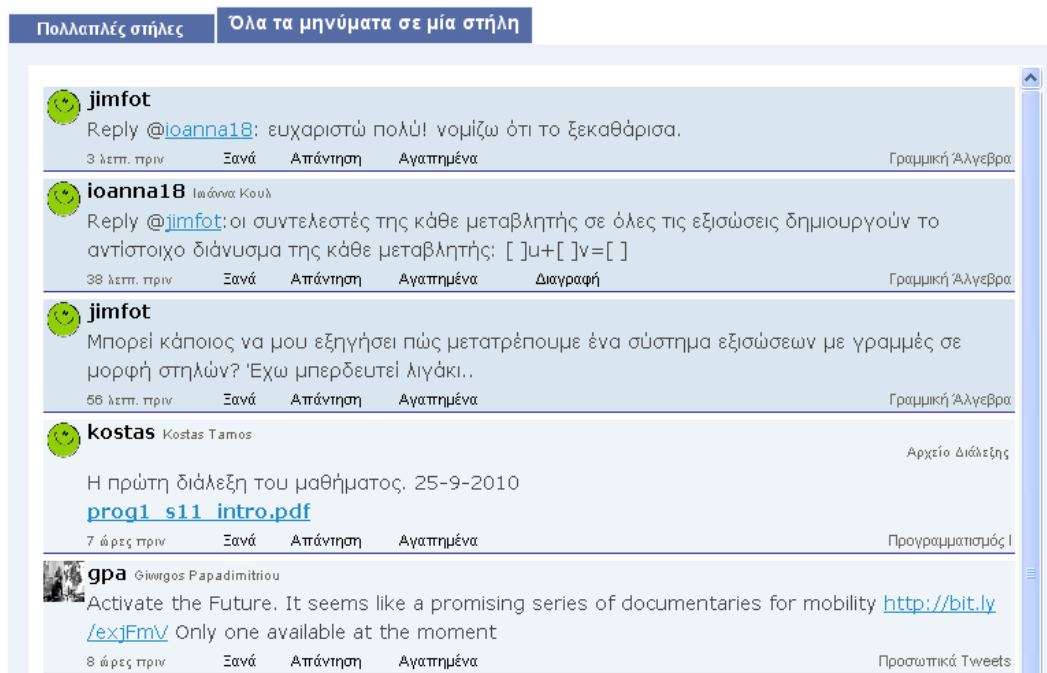 Πολλαπλές στήλες Όλα τα μηνύματα σε μία στήλη
jimfot
Reply @ioanna18: ευχαριστώ πολύ! νομίζω ότι το ξεκαθάρισα.
3 λεπτ. πριν Ξανά Απάντηση Αγαπημένα Γραμμική Άλγεβρα
ioanna18 Ιωάννα Κουλ
Reply @jimfot:οι συντελεστές της κάθε μεταβλητής σε όλες τις εξισώσεις δημιουργούν το
αντίστοιχο διάνυσμα της κάθε μεταβλητής: [ ]u+[ ]v=[ ]
38 λεπτ. πριν Ξανά Απάντηση Αγαπημένα Διαγραφή Γραμμική Άλγεβρα
jimfot
Μπορεί κάποιος να μου εξηγήσει πώς μετατρέπουμε ένα σύστημα εξισώσεων με γραμμές σε
μορφή στηλών? Έχω μπερδευτεί λιγάκι..
56 λεπτ. πριν Ξανά Απάντηση Αγαπημένα Γραμμική Άλγεβρα
kostas Kostas Tamos
Αρχείο Διάλεξης
Η πρώτη διάλεξη του μαθήματος. 25-9-2010
prog1_s11_intro.pdf
7 ώρες πριν Ξανά Απάντηση Αγαπημένα Προγραμματισμός Ι
gpa Giwrgos Papadimitriou
Activate the Future. It seems like a promising series of documentaries for mobility http://bit.ly
/exjFmV Only one available at the moment
8 ώρες πριν Ξανά Απάντηση Αγαπημένα Προσωπικά Tweets